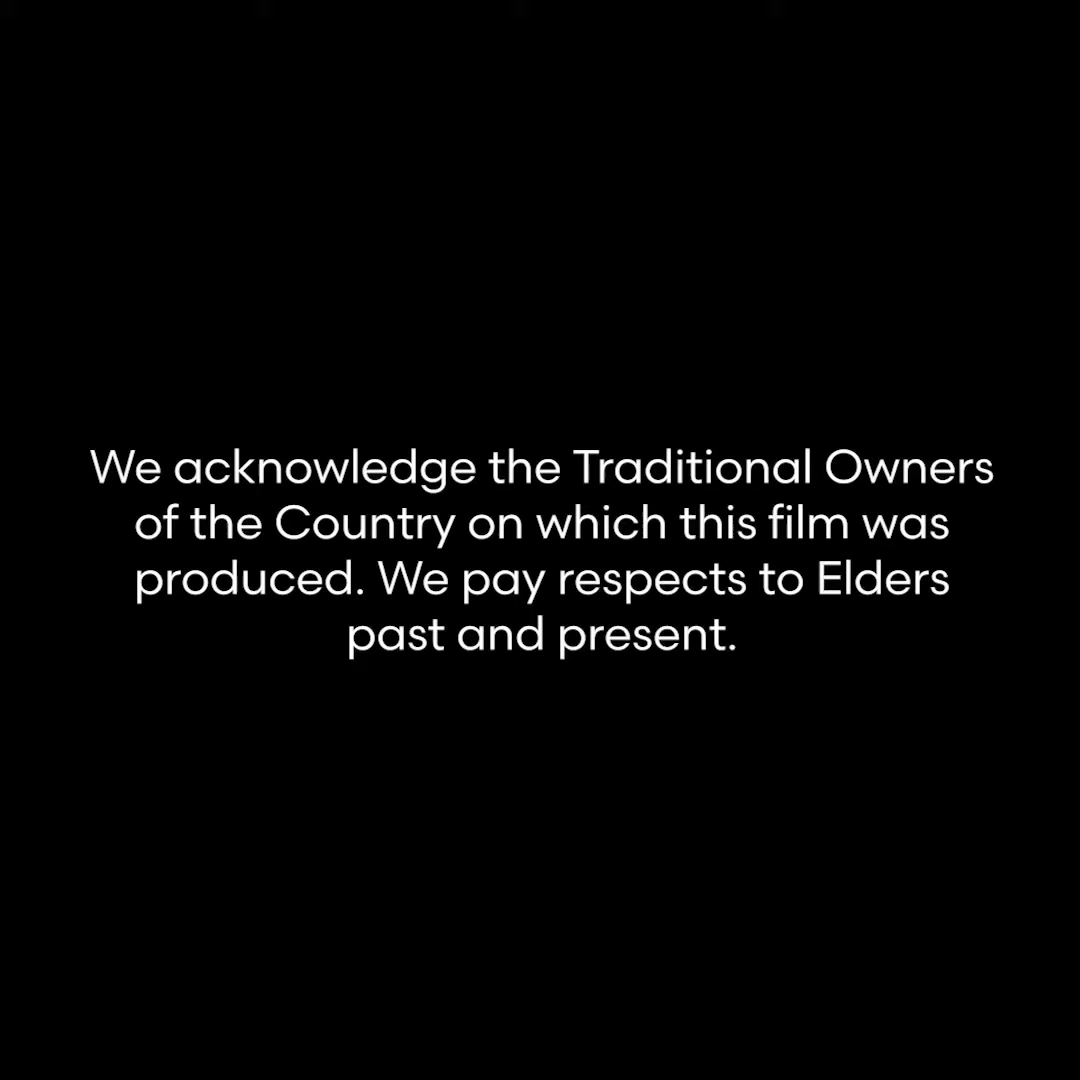 We acknowledge the Traditional Owners
of the Country on which this film was
produced. We pay respects to Elders
past and present.